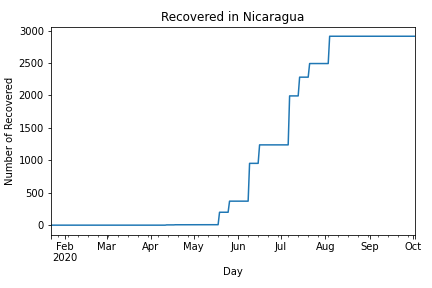 Recovered in Nicaragua
Number of Recovered
3000
2500
2000
1500
1000
500
0
Feb Mar Apr May Jun Jul Aug Sep Oct
2020
Day